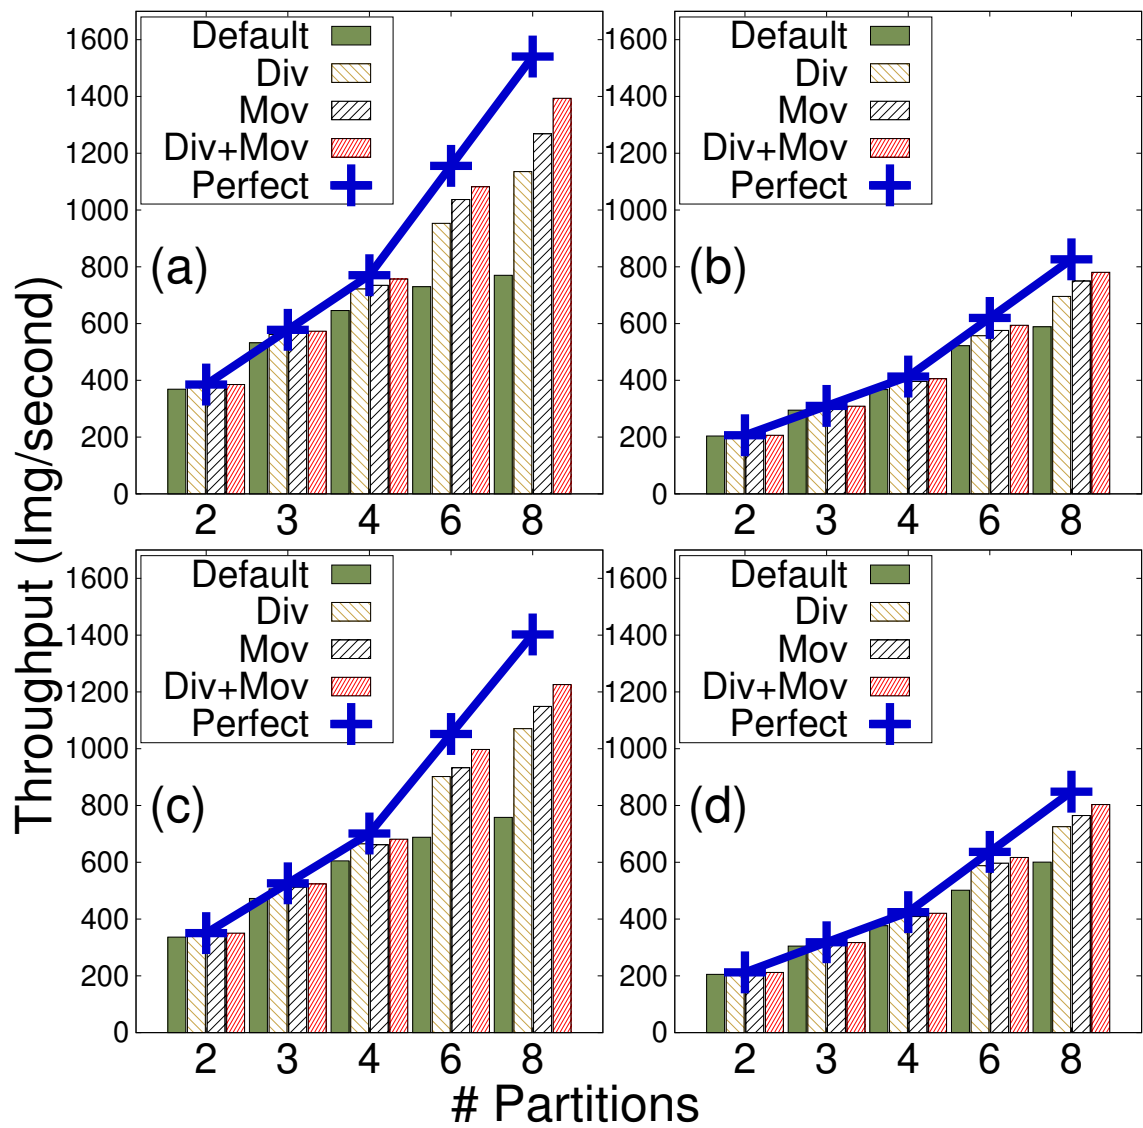 Throughput (Img/second)
1600
1400
1200
1000
800
600
400
200
0
Default
Div
Mov
Div+Mov
Perfect
(a)
2 3 4 6 8
1600
1400
1200
1000
800
600
400
200
0
Default
Div
Mov
Div+Mov
Perfect
(b)
2 3 4 6 8
1600
1400
1200
1000
800
600
400
200
0
Default
Div
Mov
Div+Mov
Perfect
(c)
2 3 4 6 8
1600
1400
1200
1000
800
600
400
200
0
Default
Div
Mov
Div+Mov
Perfect
(d)
2 3 4 6 8
# Partitions